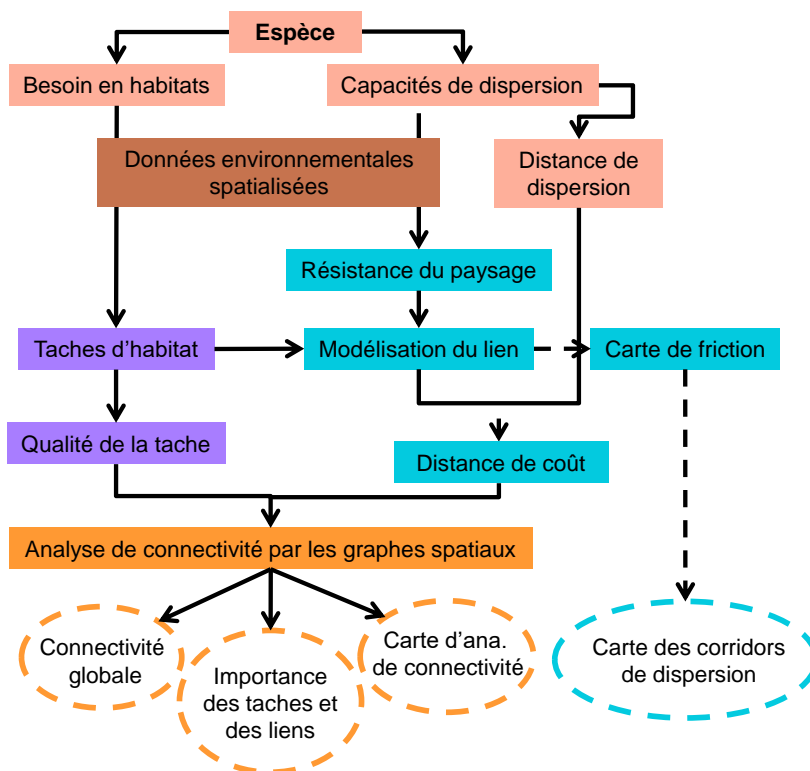 Espèce
Besoin en habitats
Capacités de dispersion
Données environnementales
spatialisées
Distance de
dispersion
Résistance du paysage
Taches d'habitat
Modélisation du lien
Carte de friction
Qualité de la tache
Distance de coût
Analyse de connectivité par les graphes spatiaux
Connectivité
globale
Importance
des taches et
des liens
Carte d'ana.
de connectivité
Carte des corridors
de dispersion